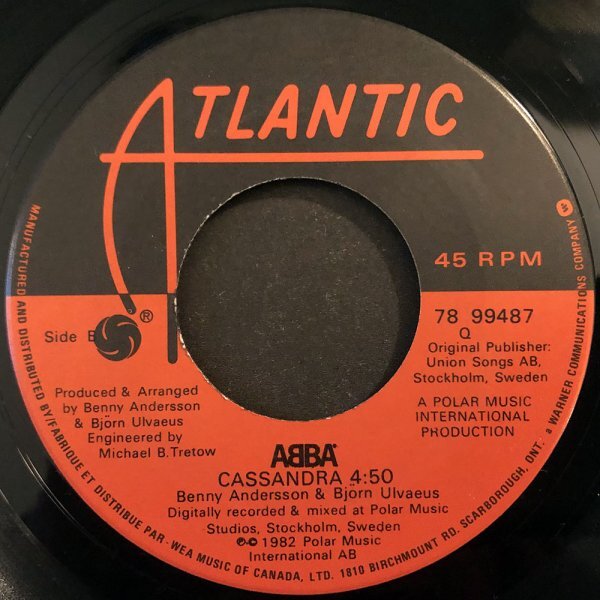 ATLANTIC
45 RPM
®
Side B
78 99487
Q
Original Publisher:
Union Songs AB,
Stockholm, Sweden
Produced & Arranged
by Benny Andersson
& Björn Ulvaeus
Engineered by
Michael B. Tretow
A POLAR MUSIC
INTERNATIONAL
PRODUCTION
ABBA
CASSANDRA 4:50
Benny Andersson & Bjorn Ulvaeus
Digitally recorded & mixed at Polar Music
Studios, Stockholm, Sweden
℗© 1982 Polar Music
International AB
MANUFACTURED AND DISTRIBUTED BY/FABRIQUE ET DISTRIBUE PAR-WEA MUSIC OF CANADA, LTD. 1810 BIRCHMOUNT RD. SCARBOROUGH, ONT. a WARNER COMMUNICATIONS COMPANY